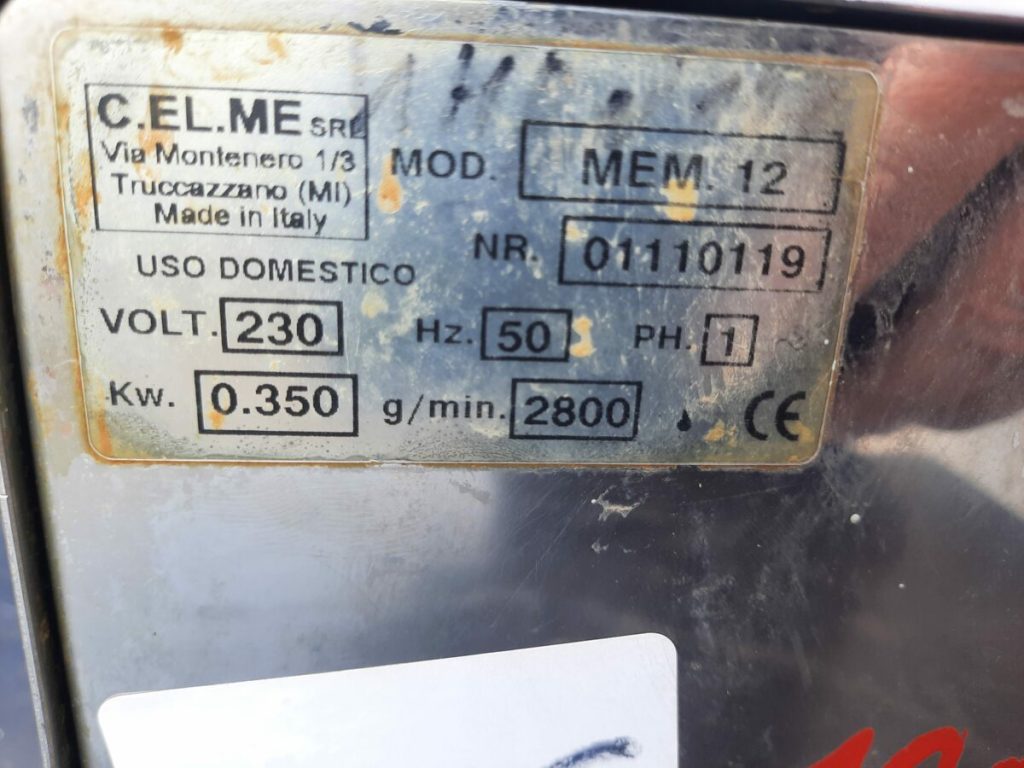 C.EL.ME SRL
Via Montenero 1/3
Truccazzano (MI)
Made in Italy
MOD. MEM. 12
NR. 01110119
USO DOMESTICO
VOLT. 230 Hz. 50 PH. 1 ~
Kw. 0.350 g/min. 2800 CE